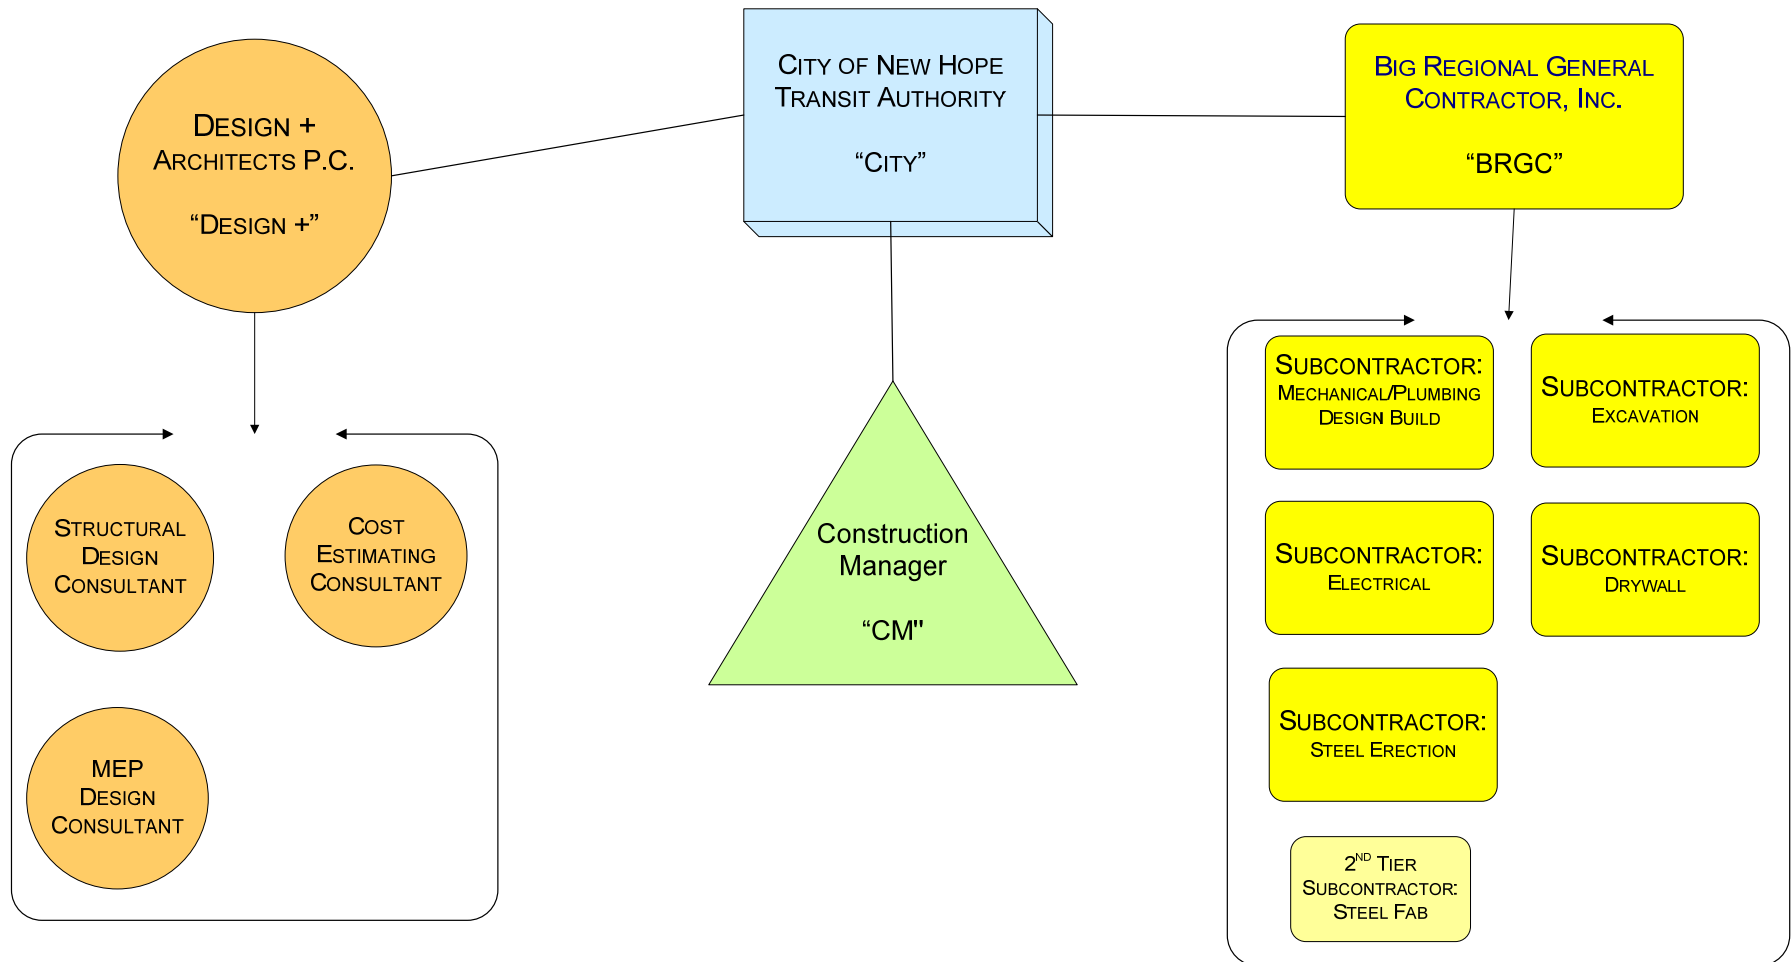 Design +
Architects P.C.
“Design +”
City of New Hope
Transit Authority
“City”
Big Regional General
Contractor, Inc.
“BRGC”
Structural
Design
Consultant
Cost
Estimating
Consultant
MEP
Design
Consultant
Construction
Manager
“CM"
Subcontractor:
Mechanical/Plumbing
Design Build
Subcontractor:
Excavation
Subcontractor:
Electrical
Subcontractor:
Drywall
Subcontractor:
Steel Erection
2ND Tier
Subcontractor:
Steel Fab